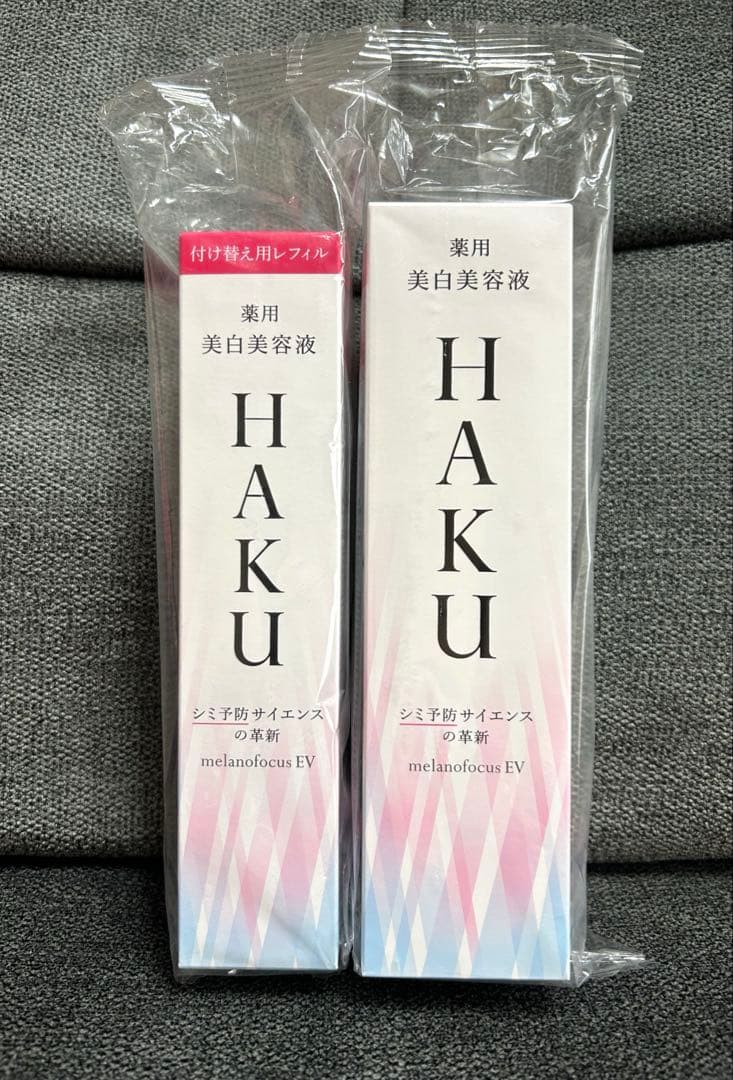 付け替え用レフィル
薬用
美白美容液
HAKU
シミ予防サイエンス
の革新
melanofocus EV
薬用
美白美容液
HAKU
シミ予防サイエンス
の革新
melanofocus EV